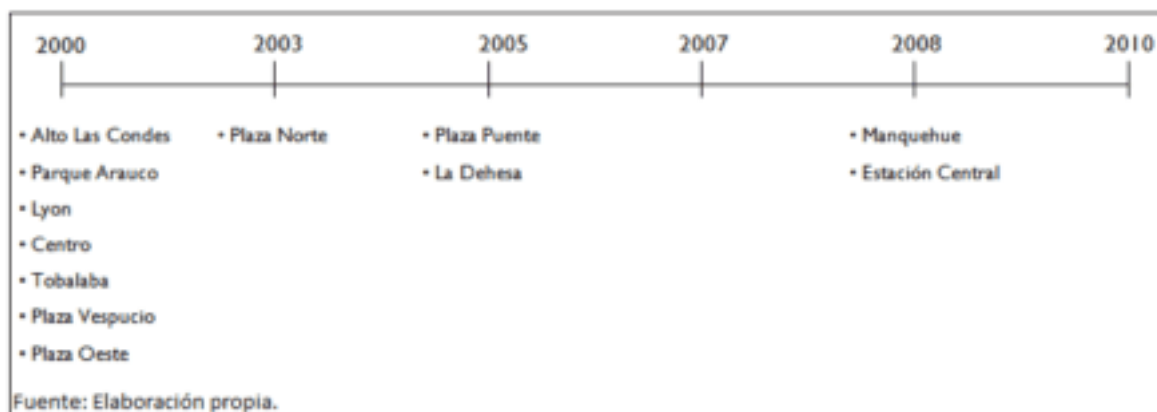 2000 2003 2005 2007 2008 2010
• Alto Las Condes • Plaza Norte • Plaza Puente • Manquehue
• Parque Arauco • La Dehesa • Estación Central
• Lyon
• Centro
• Tobalaba
• Plaza Vespucio
• Plaza Oeste
Fuente: Elaboración propia.